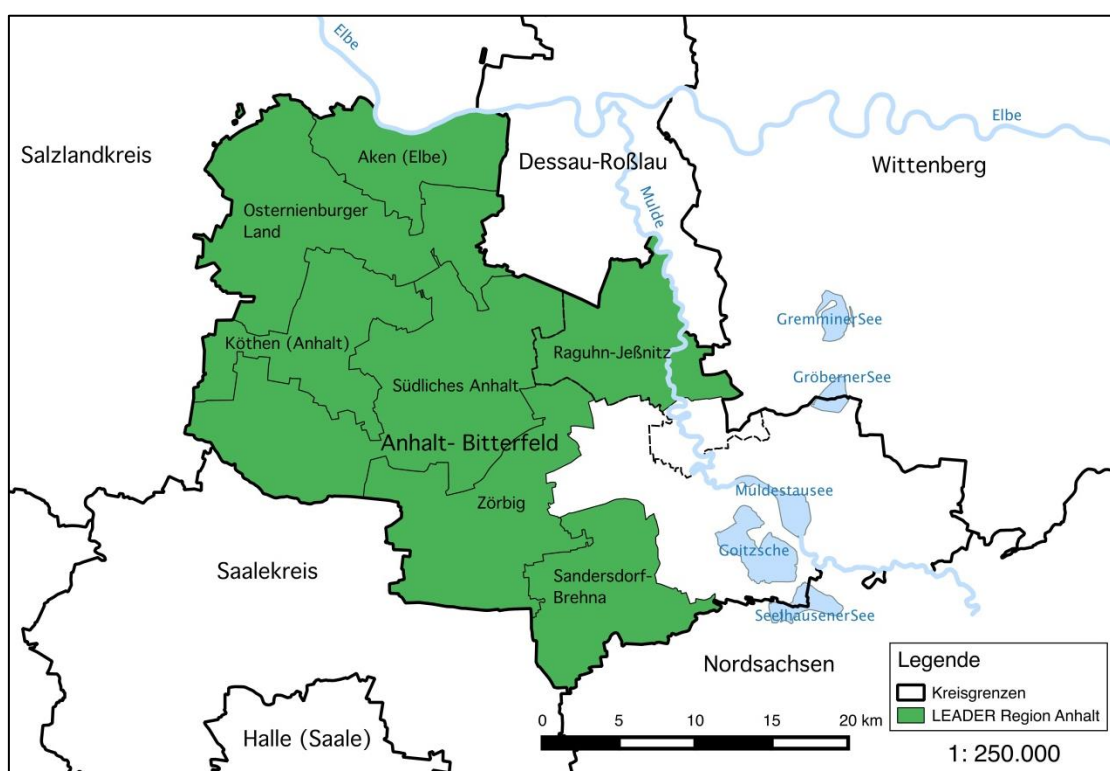 Elbe
Elbe
Salzlandkreis
Aken (Elbe)
Dessau-Roßlau
Wittenberg
Mulde
Osternienburger
Land
GremminerSee
Köthen (Anhalt)
Raguhn-Jeßnitz
Südliches Anhalt
GröbernerSee
Anhalt- Bitterfeld
Zörbig
Muldestausee
Goitzsche
Saalekreis
Sandersdorf-
Brehna
SeelhausenerSee
Nordsachsen
Halle (Saale)
Legende
Kreisgrenzen
LEADER Region Anhalt
0 5 10 15 20 km
1: 250.000